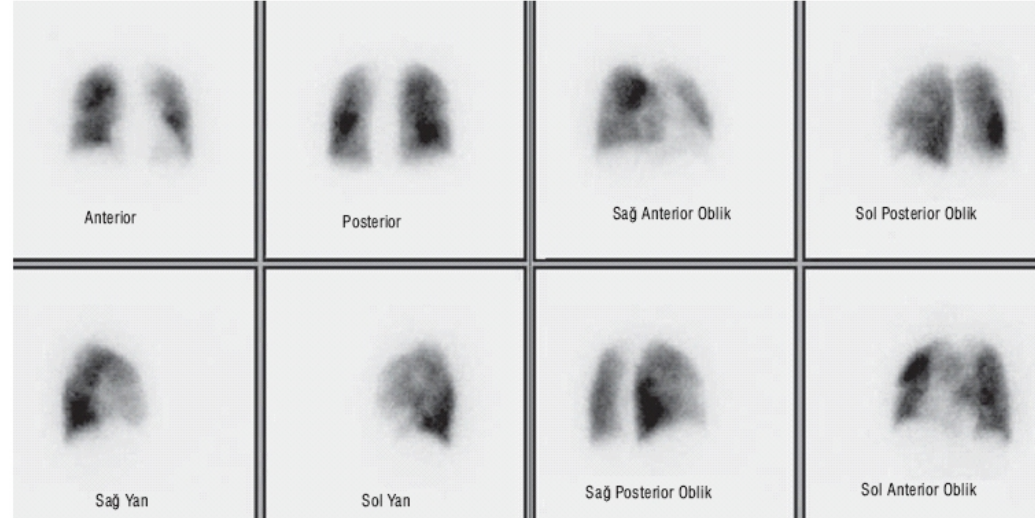 Anterior
Posterior
Sağ Anterior Oblik
Sol Posterior Oblik
Sağ Yan
Sol Yan
Sağ Posterior Oblik
Sol Anterior Oblik